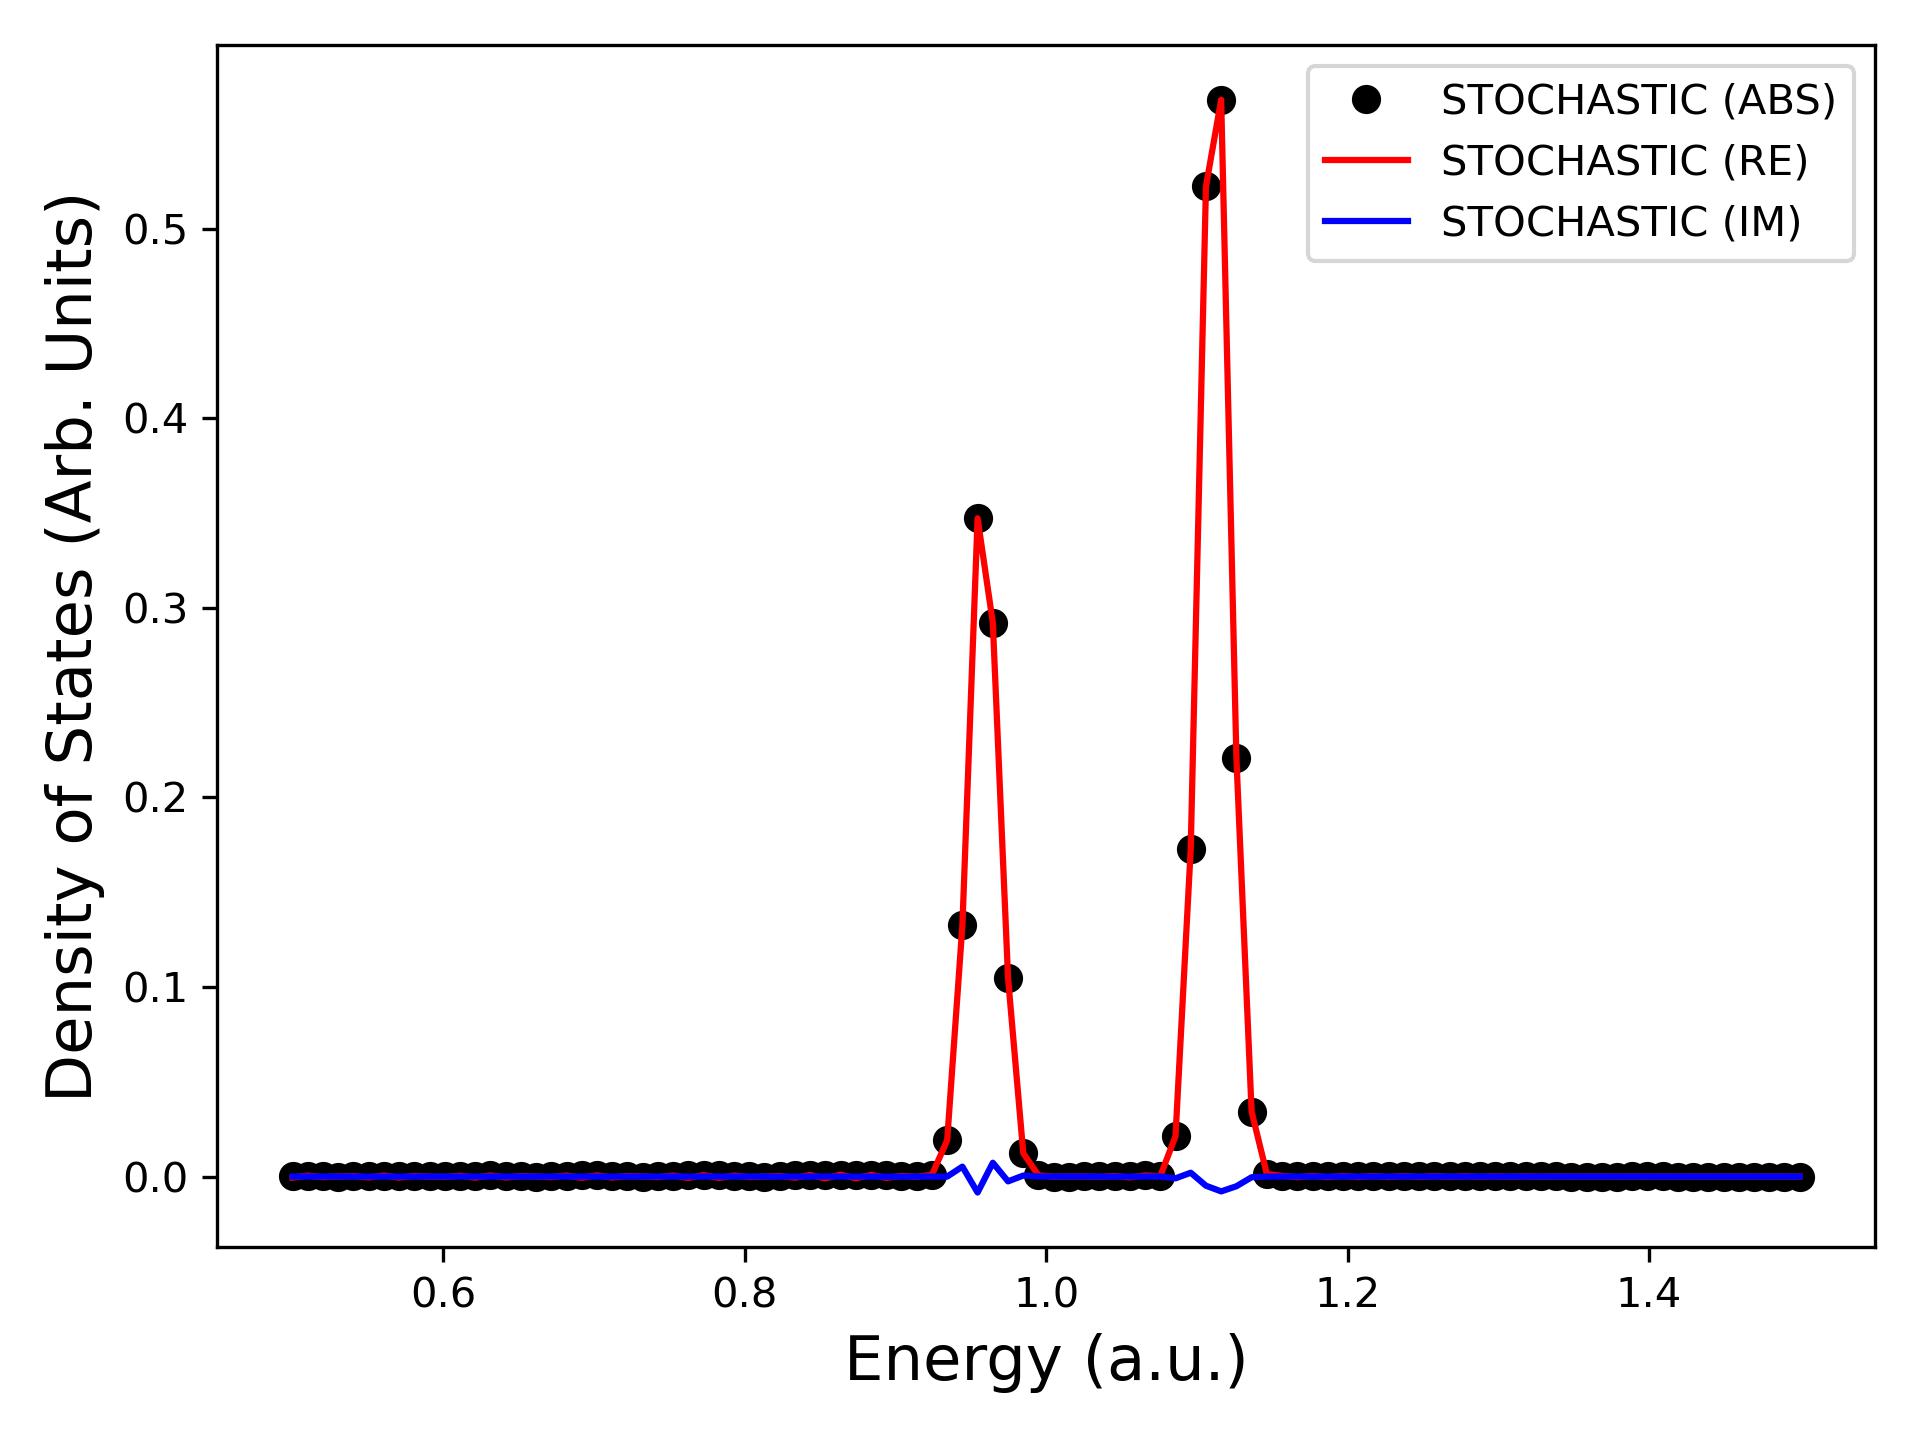 STOCHASTIC (ABS)
STOCHASTIC (RE)
STOCHASTIC (IM)
Density of States (Arb. Units)
0.5
0.4
0.3
0.2
0.1
0.0
0.6 0.8 1.0 1.2 1.4
Energy (a.u.)